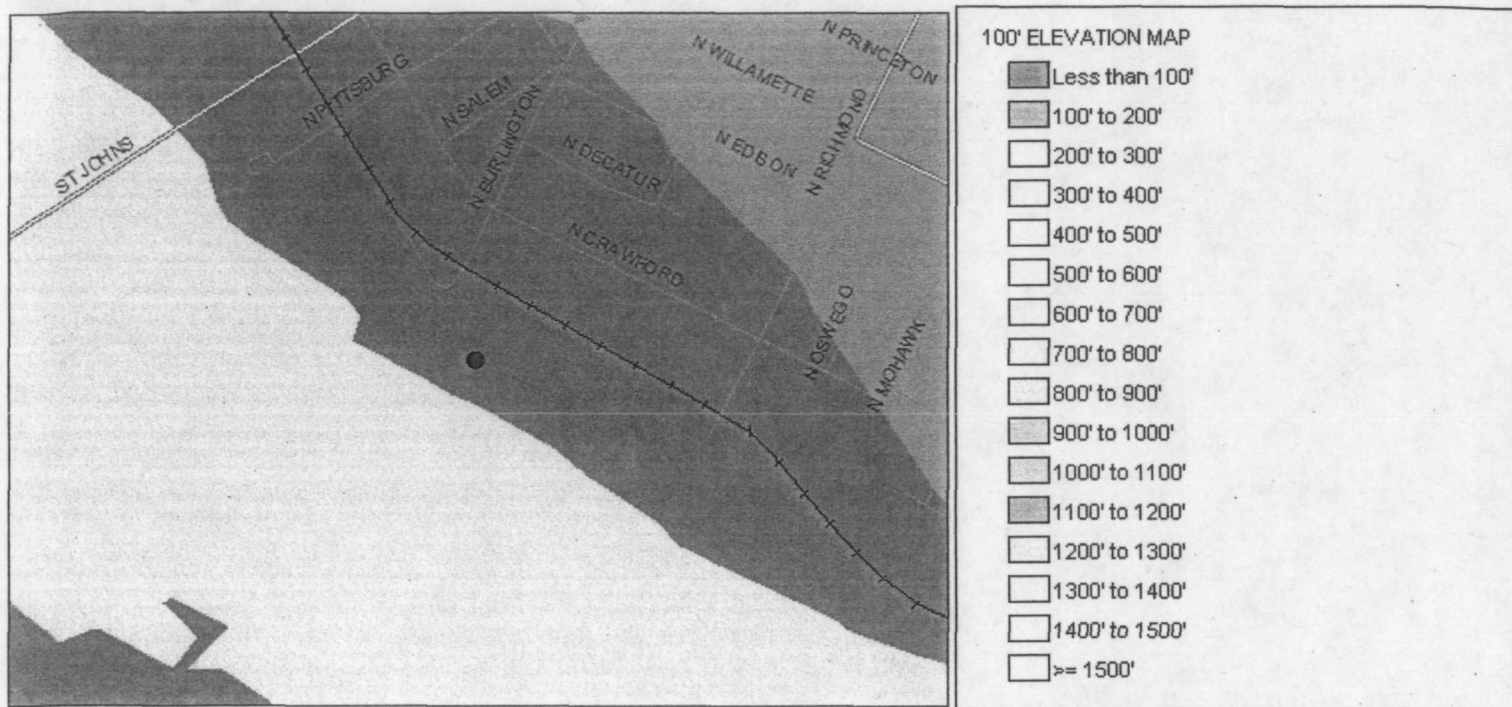 N PRINCETON
N WILLAMETTE
N PITTSBURG
N SALEM
N BURLINGTON
N RICHMOND
N EDISON
N DECATUR
ST JOHNS
N CRAWFORD
N OSWEGO
N MOHAWK
100' ELEVATION MAP
Less than 100'
100' to 200'
200' to 300'
300' to 400'
400' to 500'
500' to 600'
600' to 700'
700' to 800'
800' to 900'
900' to 1000'
1000' to 1100'
1100' to 1200'
1200' to 1300'
1300' to 1400'
1400' to 1500'
>= 1500'